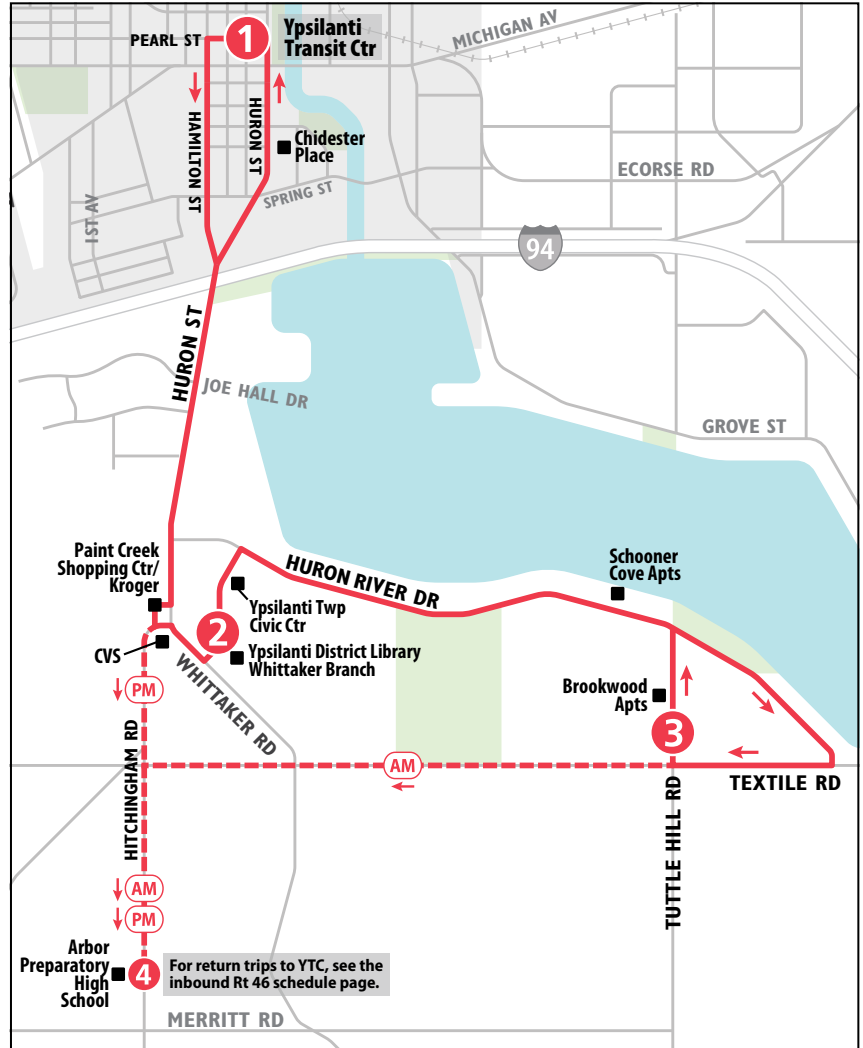 PEARL ST
1
Ypsilanti
Transit Ctr
MICHIGAN AV
HAMILTON ST
HURON ST
Chidester
Place
ECORSE RD
SPRING ST
1ST AV
94
HURON ST
JOE HALL DR
GROVE ST
Paint Creek
Shopping Ctr/
Kroger
HURON RIVER DR
Schooner
Cove Apts
Ypsilanti Twp
Civic Ctr
2
CVS
Ypsilanti District Library
Whittaker Branch
WHITTAKER RD
PM
Brookwood
Apts
3
HITCHINGHAM RD
AM
TEXTILE RD
TUTTLE HILL RD
AM
PM
Arbor
Preparatory
High
School
4
For return trips to YTC, see the
inbound Rt 46 schedule page.
MERRITT RD